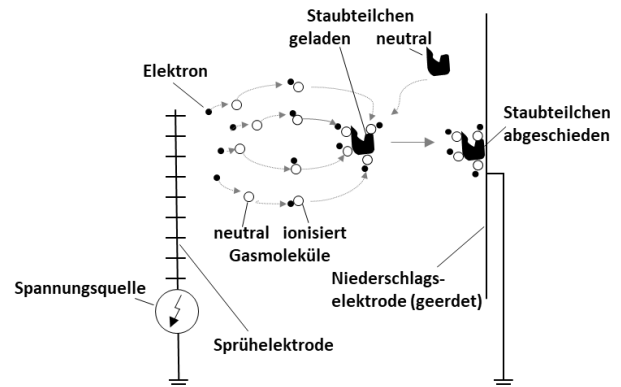 Staubteilchen
geladen neutral
Elektron
Staubteilchen
abgeschieden
neutral ionisiert
Gasmoleküle
Niederschlags-
elektrode (geerdet)
Spannungsquelle
Sprühelektrode